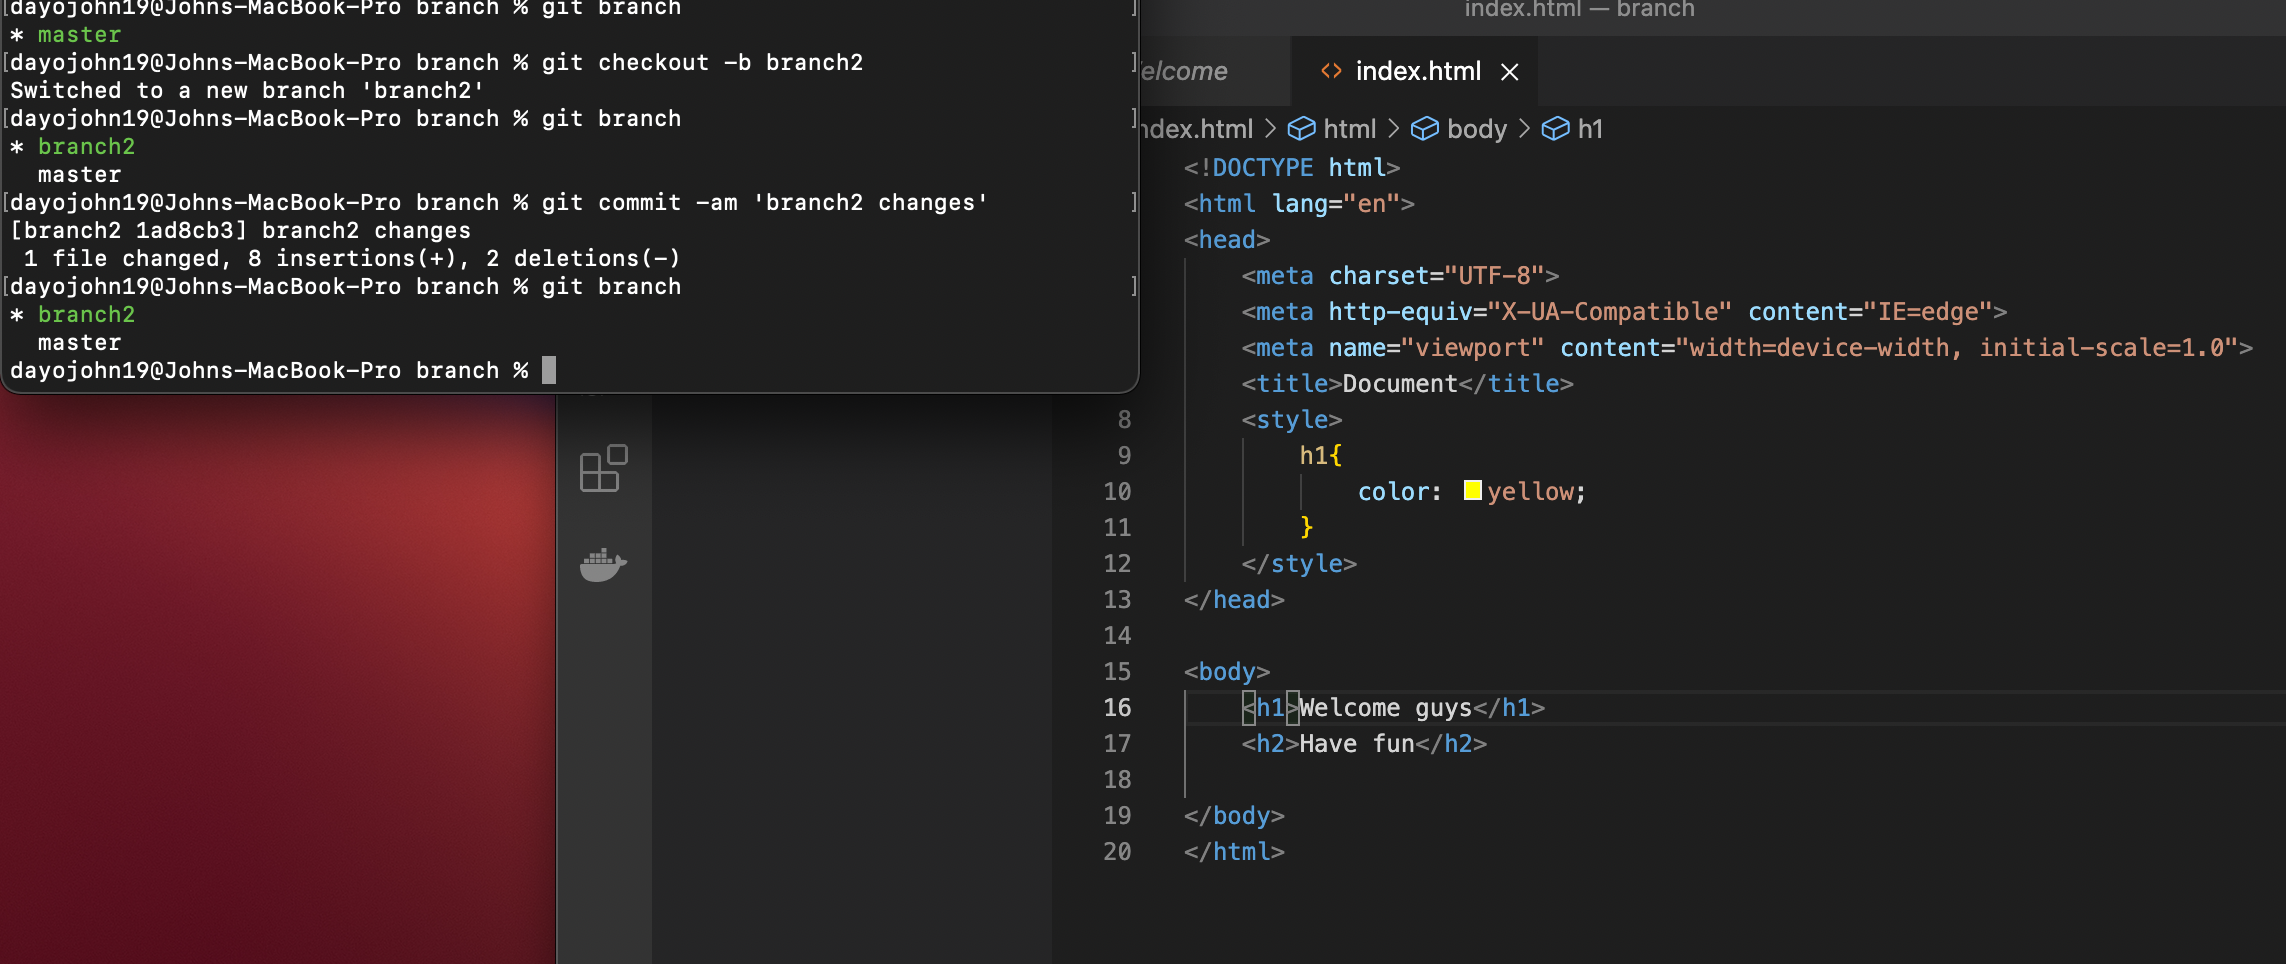 [dayojohn19@Johns-MacBook-Pro branch % git branch ]
* master
[dayojohn19@Johns-MacBook-Pro branch % git checkout -b branch2 ]
Switched to a new branch 'branch2'
[dayojohn19@Johns-MacBook-Pro branch % git branch ]
* branch2
  master
[dayojohn19@Johns-MacBook-Pro branch % git commit -am 'branch2 changes' ]
[branch2 1ad8cb3] branch2 changes
 1 file changed, 8 insertions(+), 2 deletions(-)
[dayojohn19@Johns-MacBook-Pro branch % git branch ]
* branch2
  master
dayojohn19@Johns-MacBook-Pro branch %
index.html — branch
elcome <> index.html ×
ndex.html > html > body > h1
<!DOCTYPE html>
<html lang="en">
<head>
    <meta charset="UTF-8">
    <meta http-equiv="X-UA-Compatible" content="IE=edge">
    <meta name="viewport" content="width=device-width, initial-scale=1.0">
    <title>Document</title>
8     <style>
9         h1{
10             color: yellow;
11         }
12     </style>
13 </head>
14
15 <body>
16     <h1>Welcome guys</h1>
17     <h2>Have fun</h2>
18
19 </body>
20 </html>